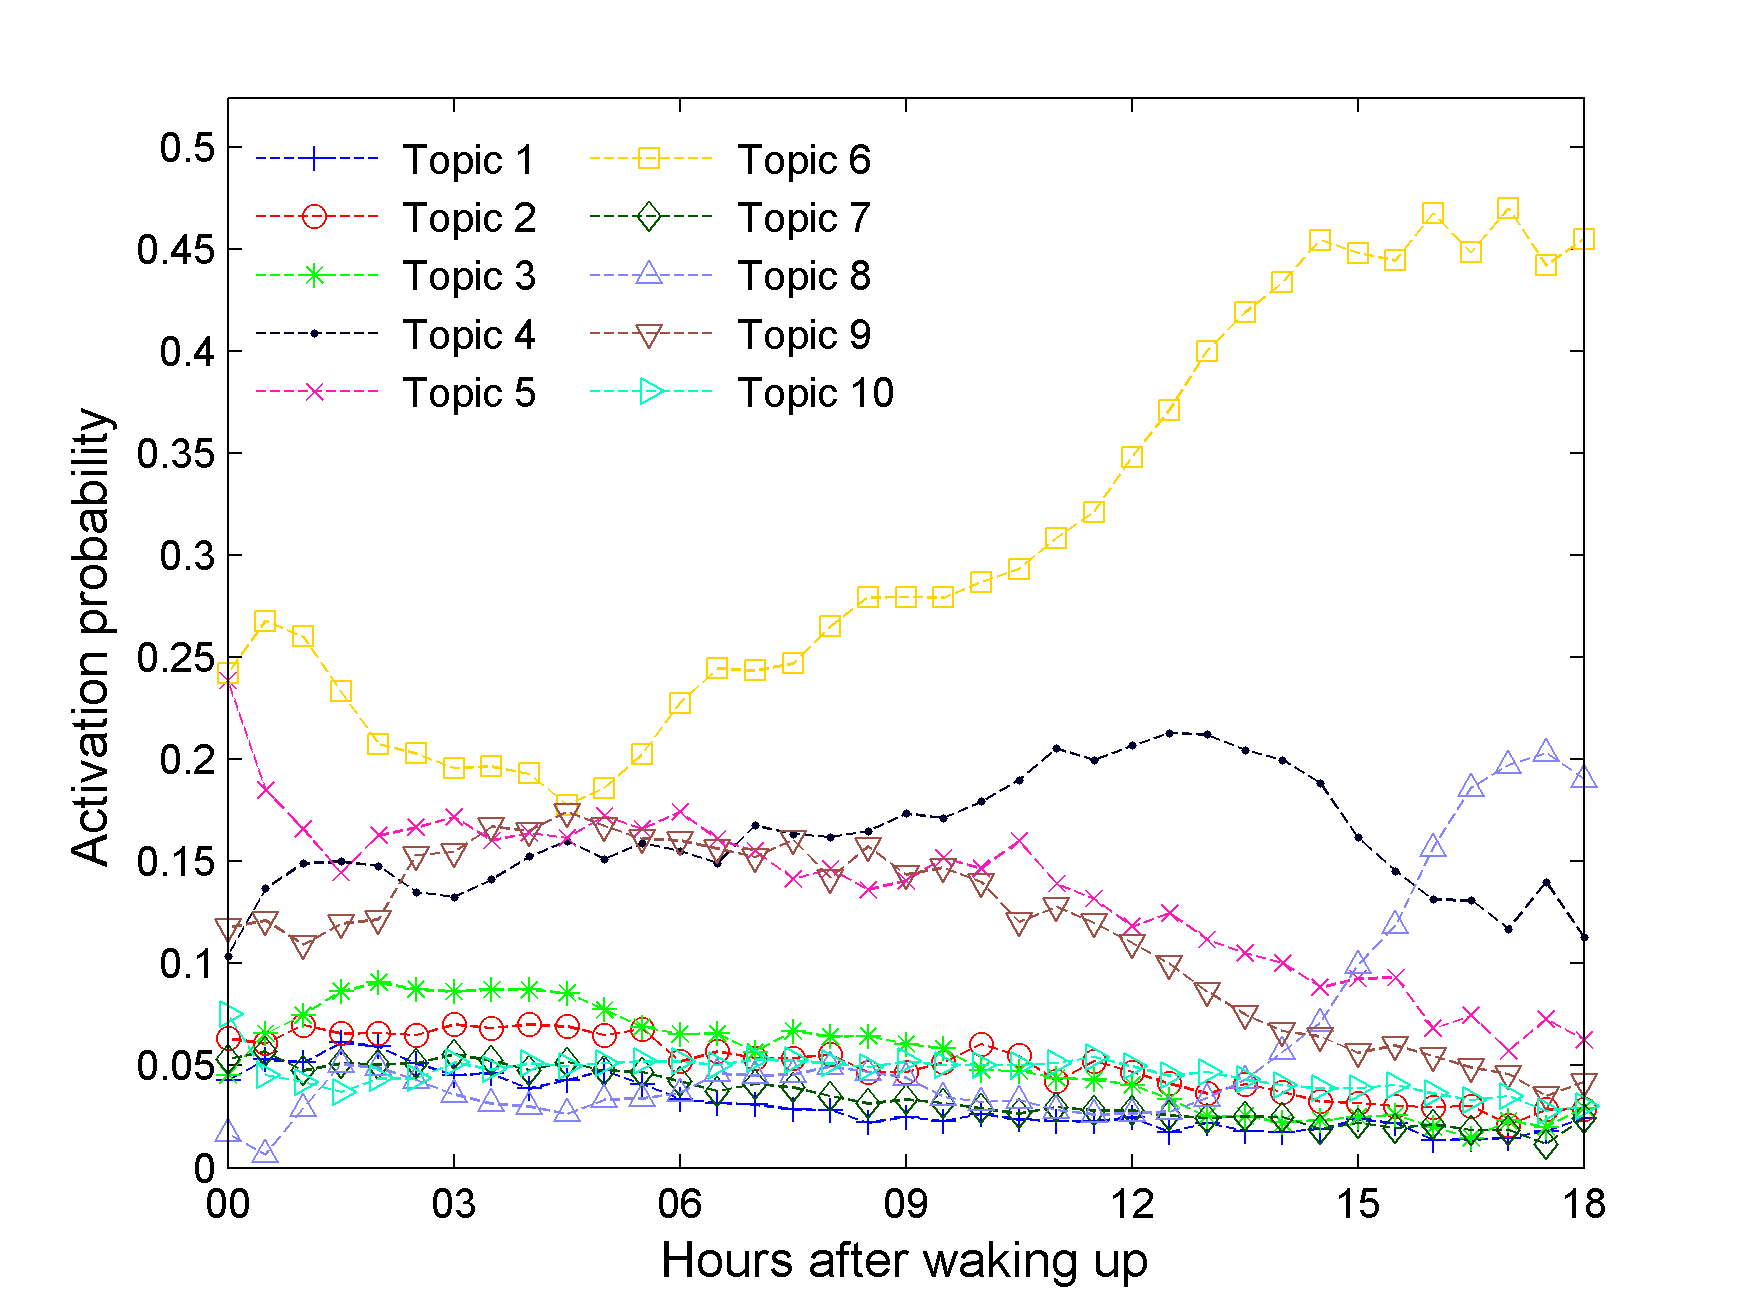 0.5
0.45
0.4
0.35
0.3
0.25
0.2
0.15
0.1
0.05
0
Activation probability
Topic 1
Topic 2
Topic 3
Topic 4
Topic 5
Topic 6
Topic 7
Topic 8
Topic 9
Topic 10
00 03 06 09 12 15 18
Hours after waking up